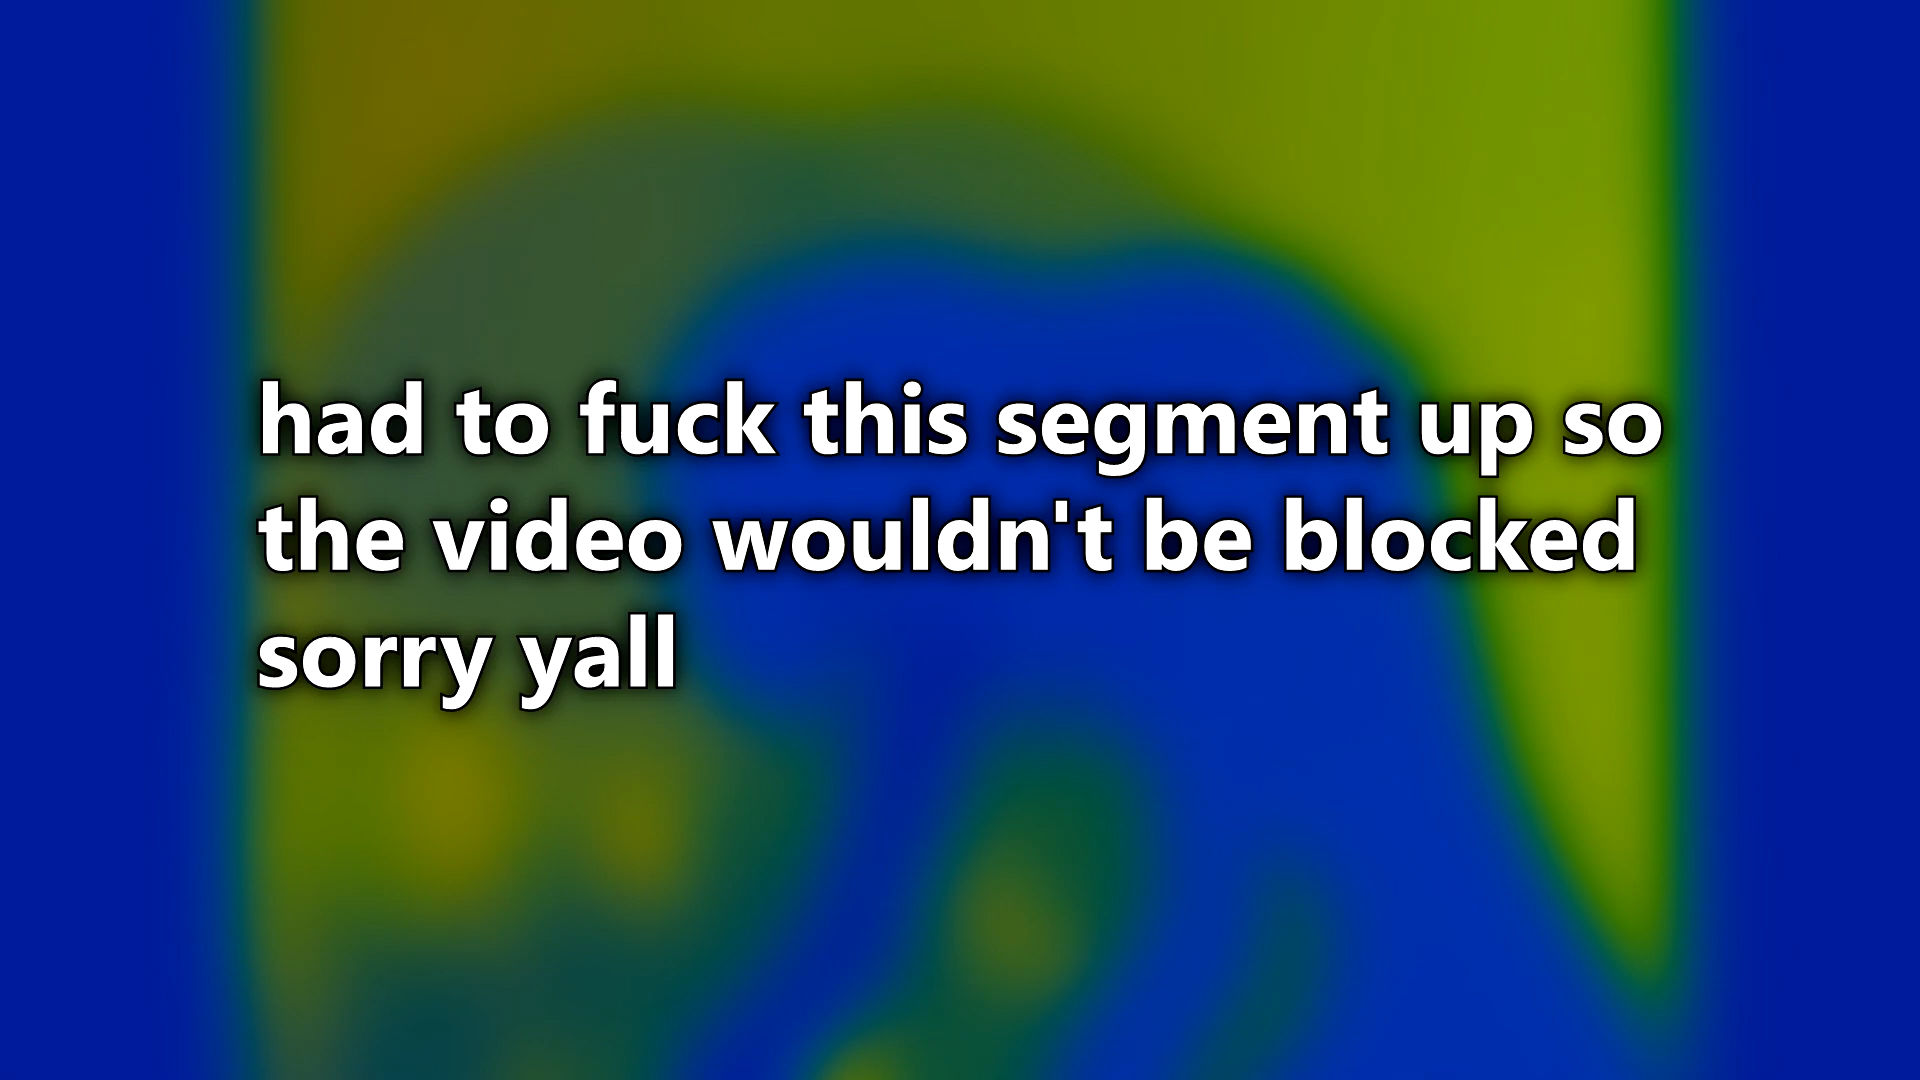 had to fuck this segment up so
the video wouldn't be blocked
sorry yall